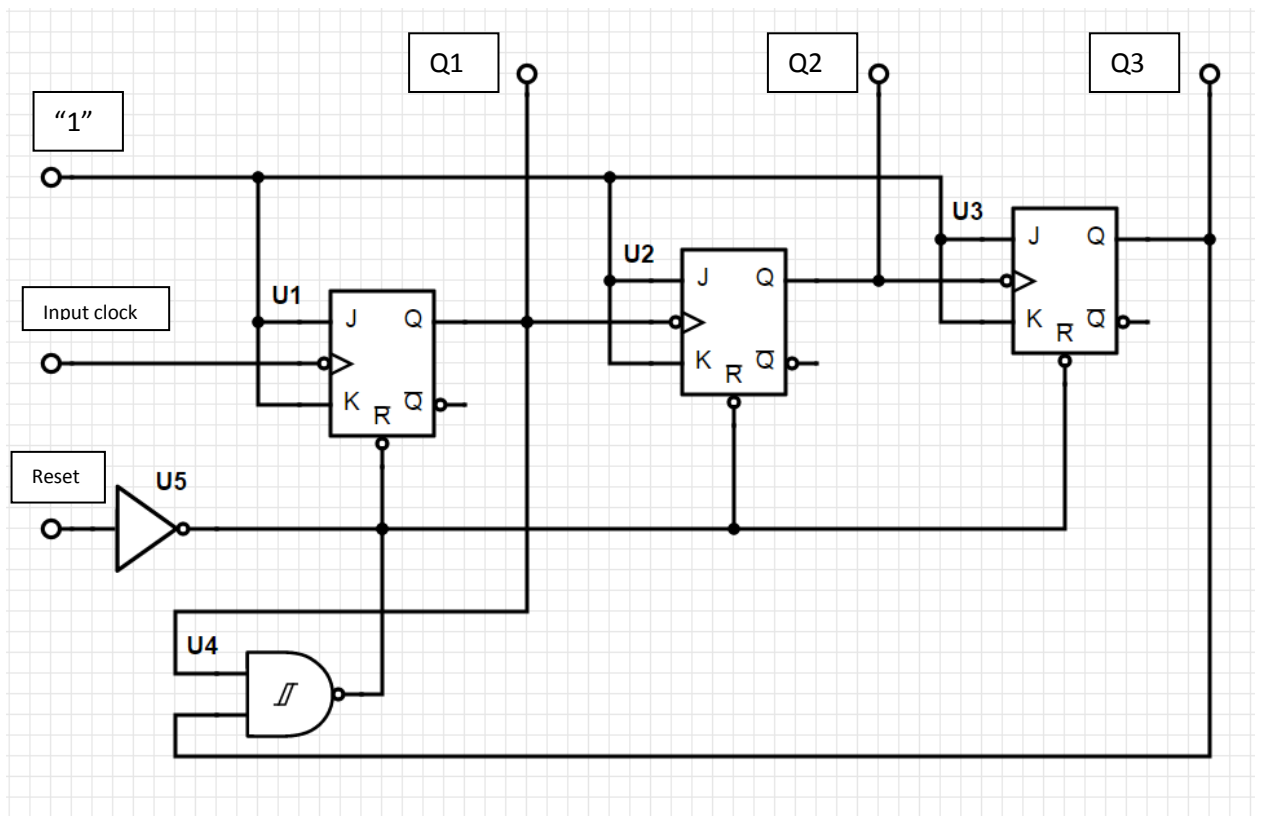 Q1
Q2
Q3
“1”
U3
J Q
K Q̅
R̅
U2
J Q
K Q̅
R̅
U1
J Q
K Q̅
R̅
Input clock
Reset
U5
U4